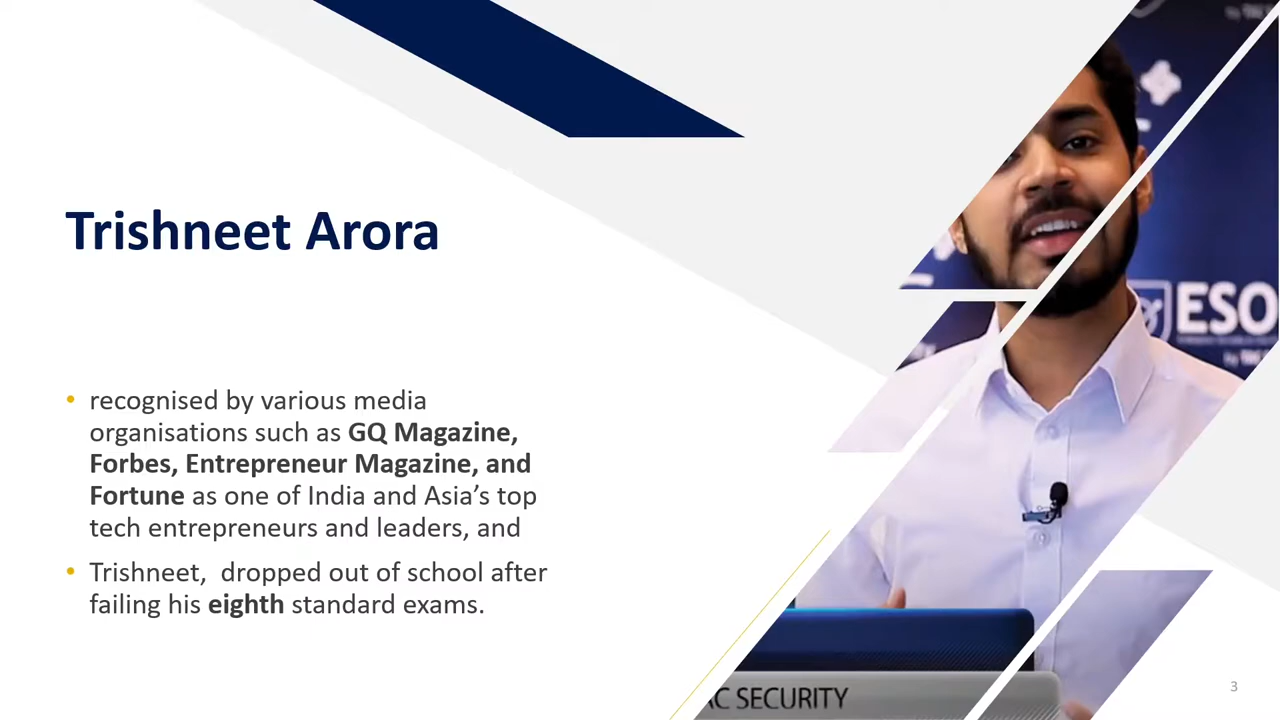 Trishneet Arora
• recognised by various media
organisations such as GQ Magazine,
Forbes, Entrepreneur Magazine, and
Fortune as one of India and Asia’s top
tech entrepreneurs and leaders, and
• Trishneet,  dropped out of school after
failing his eighth standard exams.
ESO
AC SECURITY
3